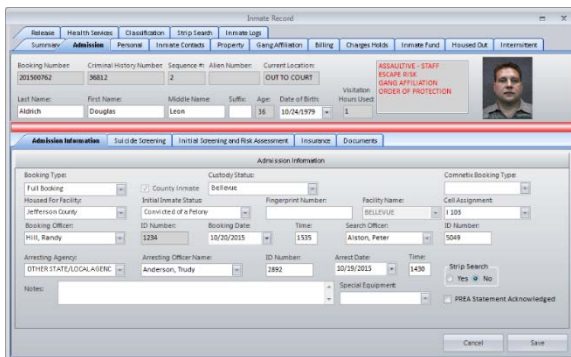 Inmate Record
Release Health Services Classification Strip Search Inmate Logs
Summary Admission Personal Inmate Contacts Property Gang Affiliation Billing Charges Holds Inmate Fund Housed Out Intermittent
Booking Number: Criminal History Number: Sequence #: Alien Number: Current Location:
201500762 36812 2 OUT TO COURT
ASSAULTIVE - STAFF
ESCAPE RISK
GANG AFFILIATION
ORDER OF PROTECTION
Last Name: First Name: Middle Name: Suffix: Age: Date of Birth: Visitation Hours Used:
Aldrich Douglas Leon 36 10/24/1979 1
Admission Information Suicide Screening Initial Screening and Risk Assessment Insurance Documents
Admission Information
Booking Type: Custody Status: Comnetix Booking Type:
Full Booking County Inmate Bellevue
Housed For Facility: Initial Inmate Status: Fingerprint Number: Facility Name: Cell Assignment:
Jefferson County Convicted of a Felony BELLEVUE I 103
Booking Officer: ID Number: Booking Date: Time: Search Officer: ID Number:
Hill, Randy 1234 10/20/2015 1535 Alston, Peter 5049
Arresting Agency: Arresting Officer Name: ID Number: Arrest Date: Time:
OTHER STATE/LOCAL AGENC Anderson, Trudy 2892 10/19/2015 1430
Strip Search
Yes No
Notes: Special Equipment:
PREA Statement Acknowledged
Cancel Save